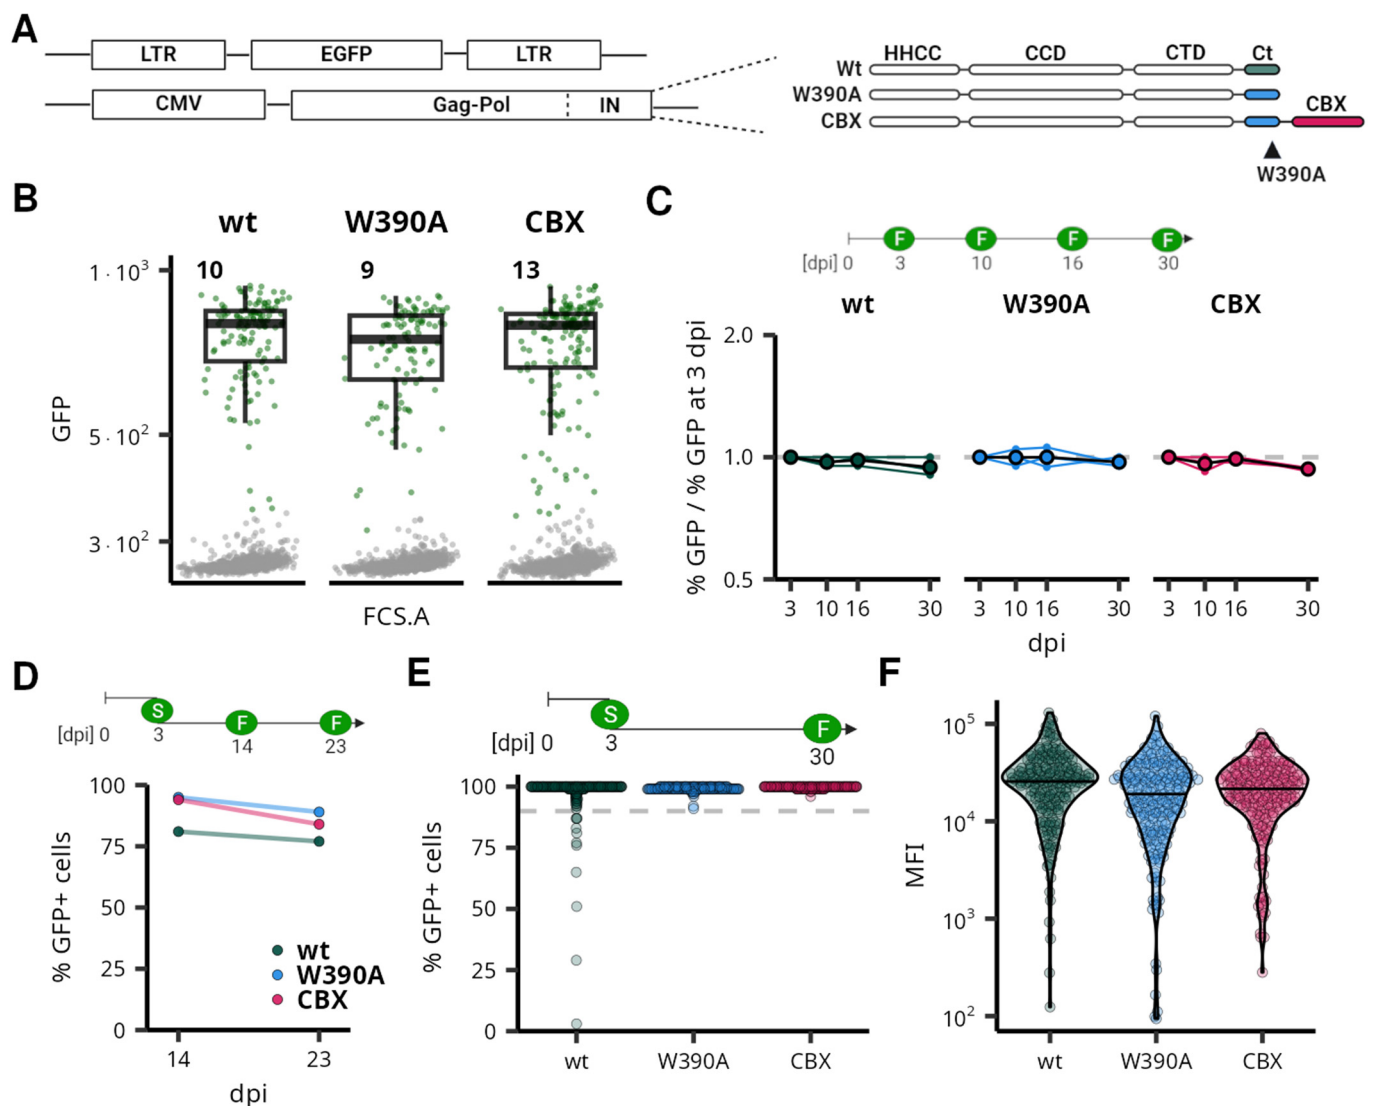 A
LTR EGFP LTR
CMV Gag-Pol IN
HHCC CCD CTD Ct
Wt
W390A
CBX CBX
W390A
B
wt W390A CBX
10 9 13
1·10³
5·10²
3·10²
GFP
FCS.A
C
F F F F
[dpi] 0 3 10 16 30
wt W390A CBX
2.0
1.0
0.5
% GFP / % GFP at 3 dpi
3 10 16 30 3 10 16 30 3 10 16 30
dpi
D
S F F
[dpi] 0 3 14 23
100
75
50
25
0
% GFP+ cells
wt
W390A
CBX
14 23
dpi
E
S F
[dpi] 0 3 30
100
75
50
25
0
% GFP+ cells
wt W390A CBX
F
10⁵
10⁴
10³
10²
MFI
wt W390A CBX